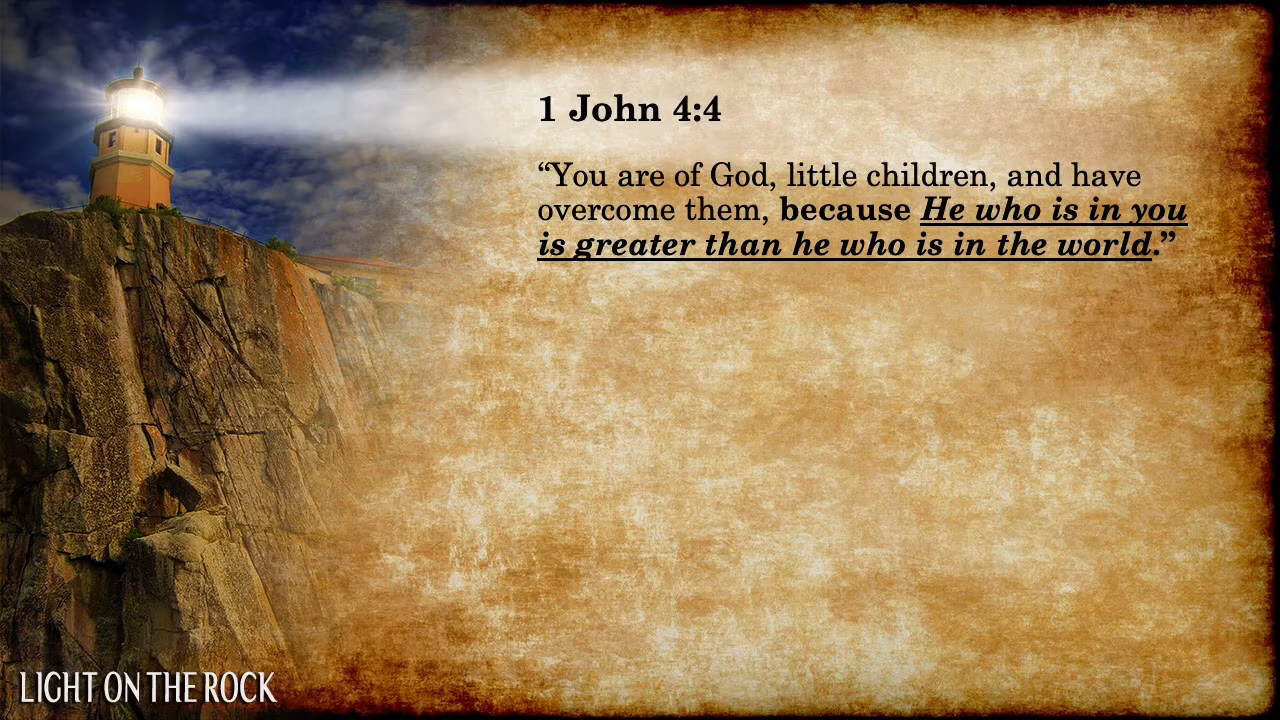 1 John 4:4
“You are of God, little children, and have
overcome them, because He who is in you
is greater than he who is in the world.”
LIGHT ON THE ROCK